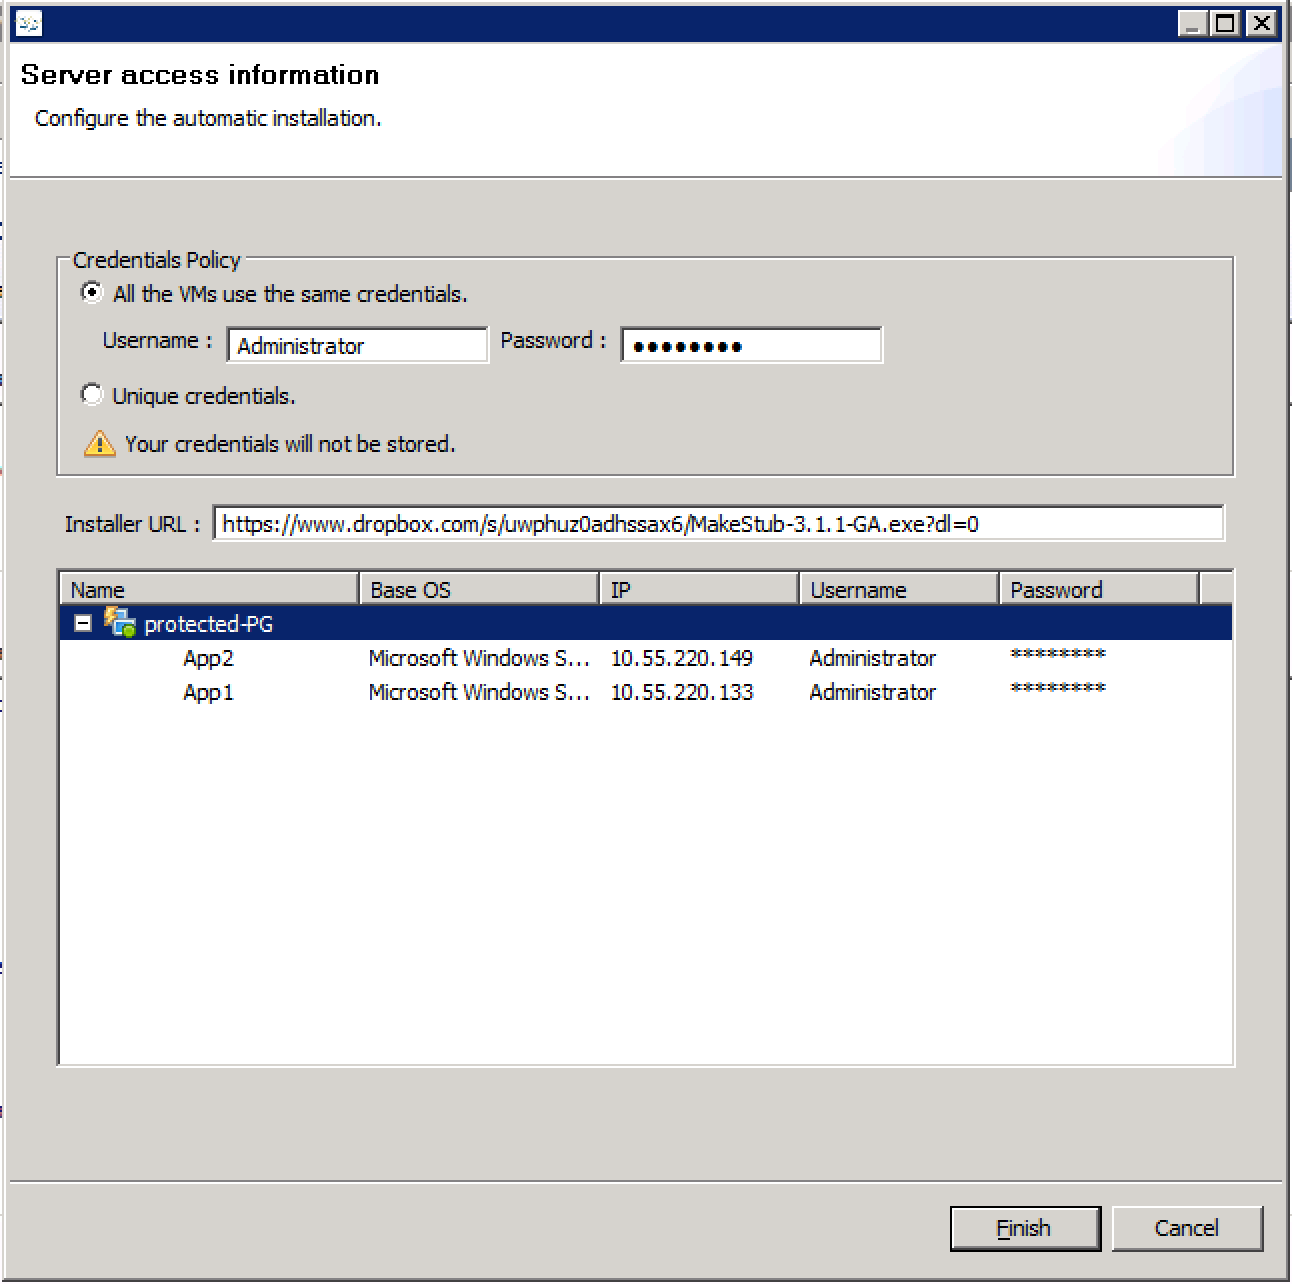 Server access information
Configure the automatic installation.
Credentials Policy
All the VMs use the same credentials.
Username : Administrator Password : ●●●●●●●●
Unique credentials.
Your credentials will not be stored.
Installer URL : https://www.dropbox.com/s/uwphuz0adhssax6/MakeStub-3.1.1-GA.exe?dl=0
Name Base OS IP Username Password
protected-PG
App2 Microsoft Windows S... 10.55.220.149 Administrator ********
App1 Microsoft Windows S... 10.55.220.133 Administrator ********
Finish Cancel